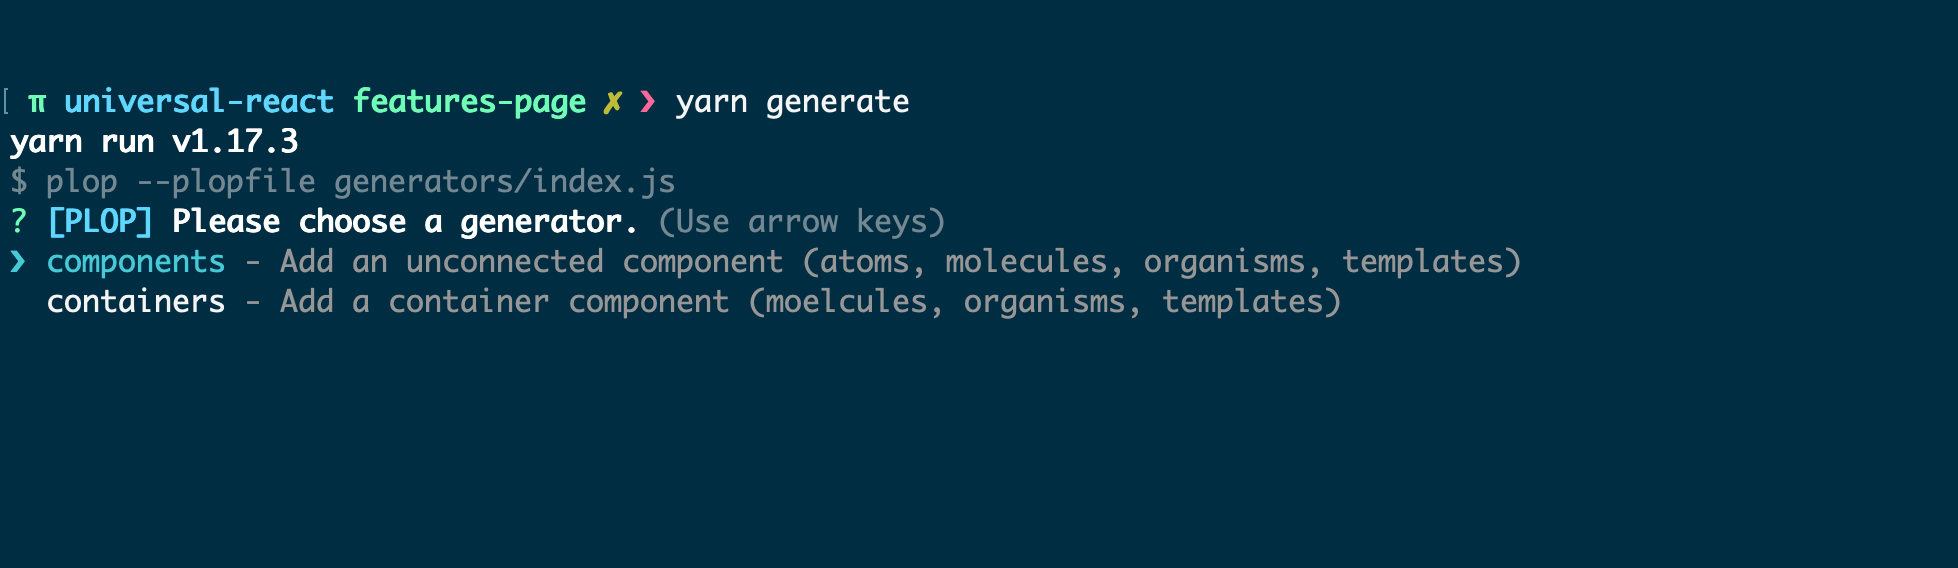 [ π universal-react features-page ✗ ❯ yarn generate
yarn run v1.17.3
$ plop --plopfile generators/index.js
? [PLOP] Please choose a generator. (Use arrow keys)
❯ components - Add an unconnected component (atoms, molecules, organisms, templates)
  containers - Add a container component (moelcules, organisms, templates)